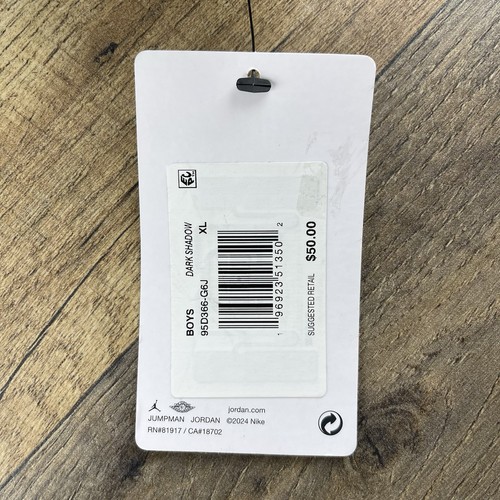 BOYS DARK SHADOW
95D366-G6J XL
1 96923 51350 2
SUGGESTED RETAIL $50.00
jordan.com
JUMPMAN JORDAN ©2024 Nike
RN#81917 / CA#18702